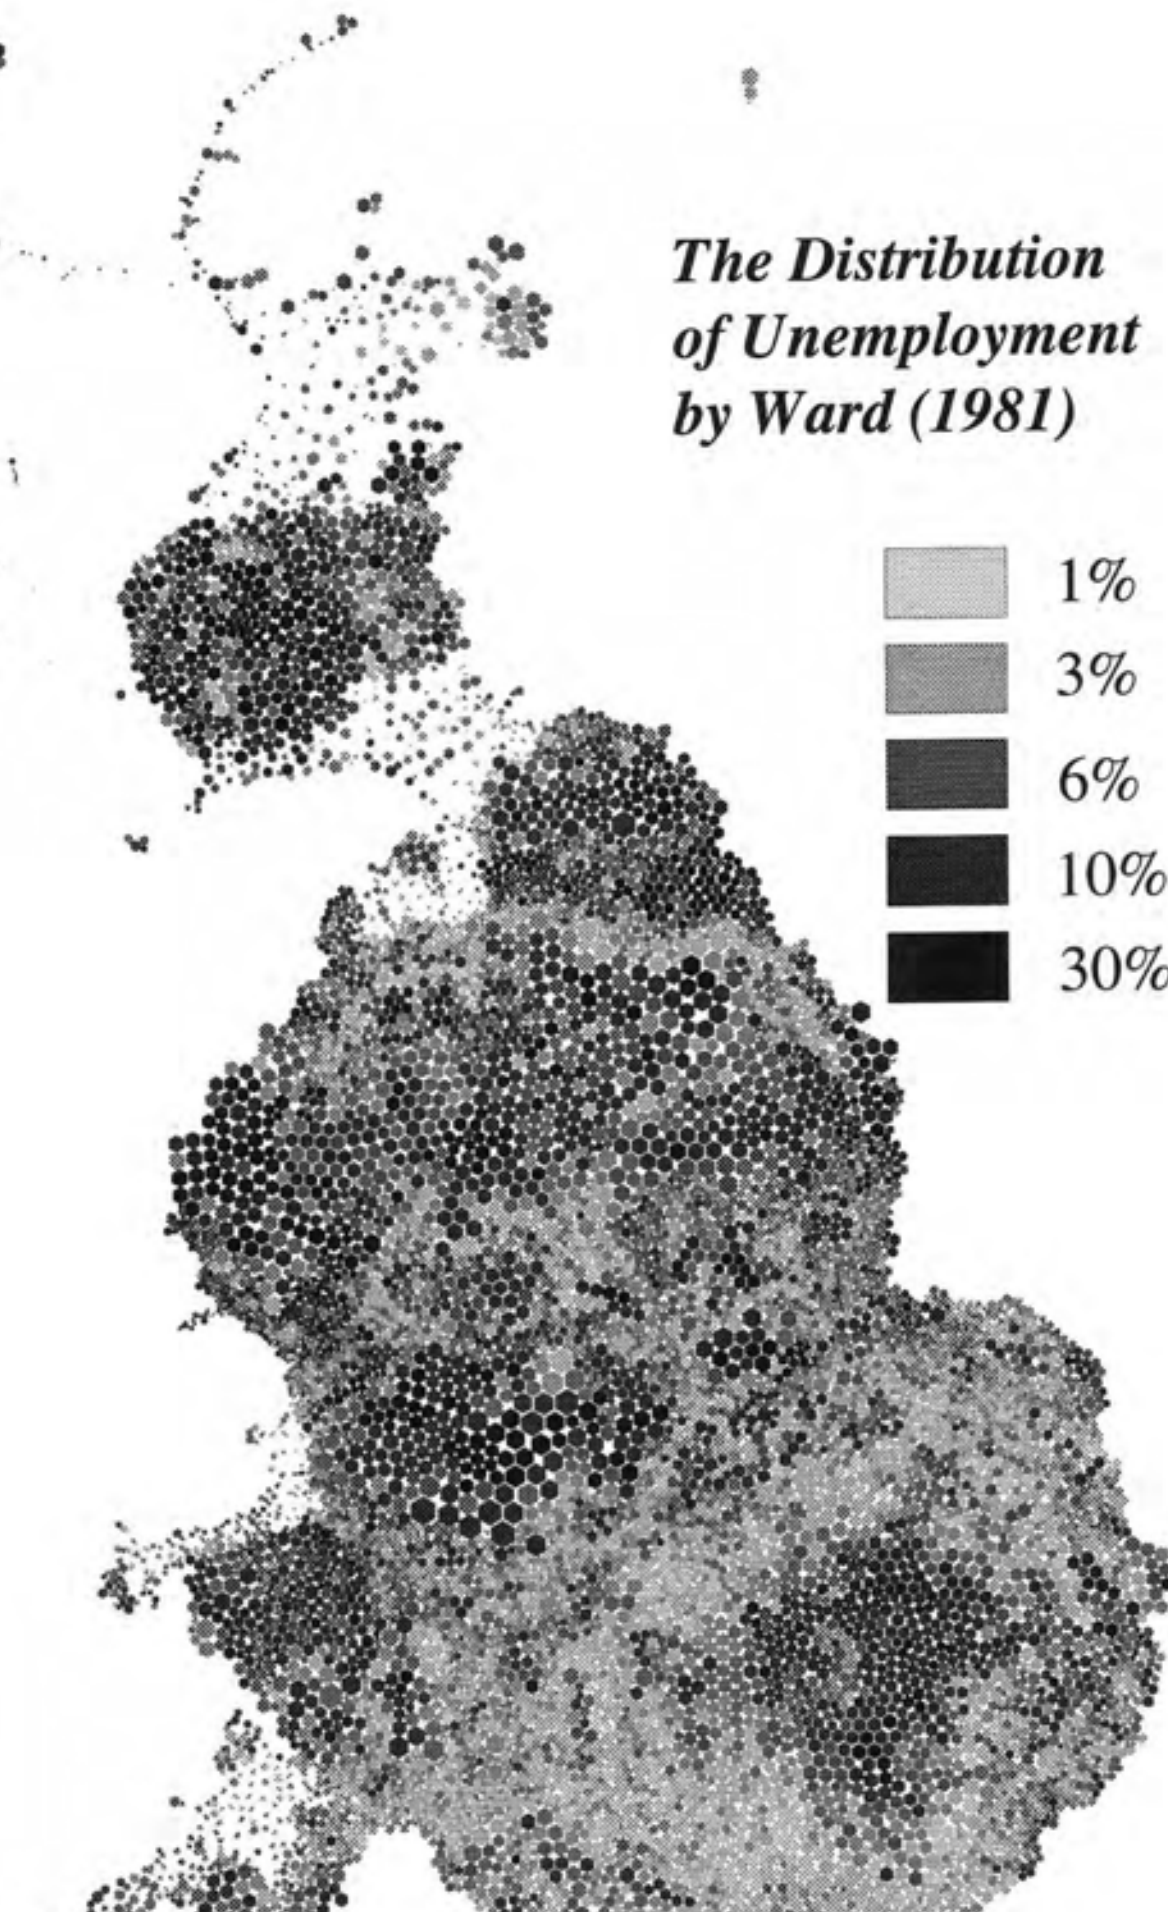 The Distribution
of Unemployment
by Ward (1981)
1%
3%
6%
10%
30%